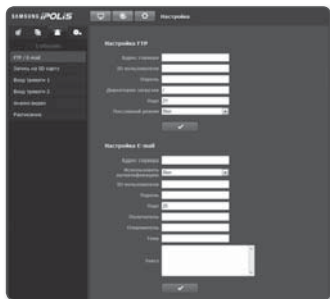 SAMSUNG iPOLiS
Настройка
FTP / E-mail
Запись на SD карту
Вход тревоги 1
Вход тревоги 2
Анализ видео
Расписание
Настройка FTP
Адрес сервера
ID пользователя
Пароль
Директория загрузки
/
Порт
21
Пассивный режим
Настройка E-mail
Адрес сервера
Использовать
аутентификацию
ID пользователя
Пароль
Порт
25
Получатель
Отправитель
Тема
Текст